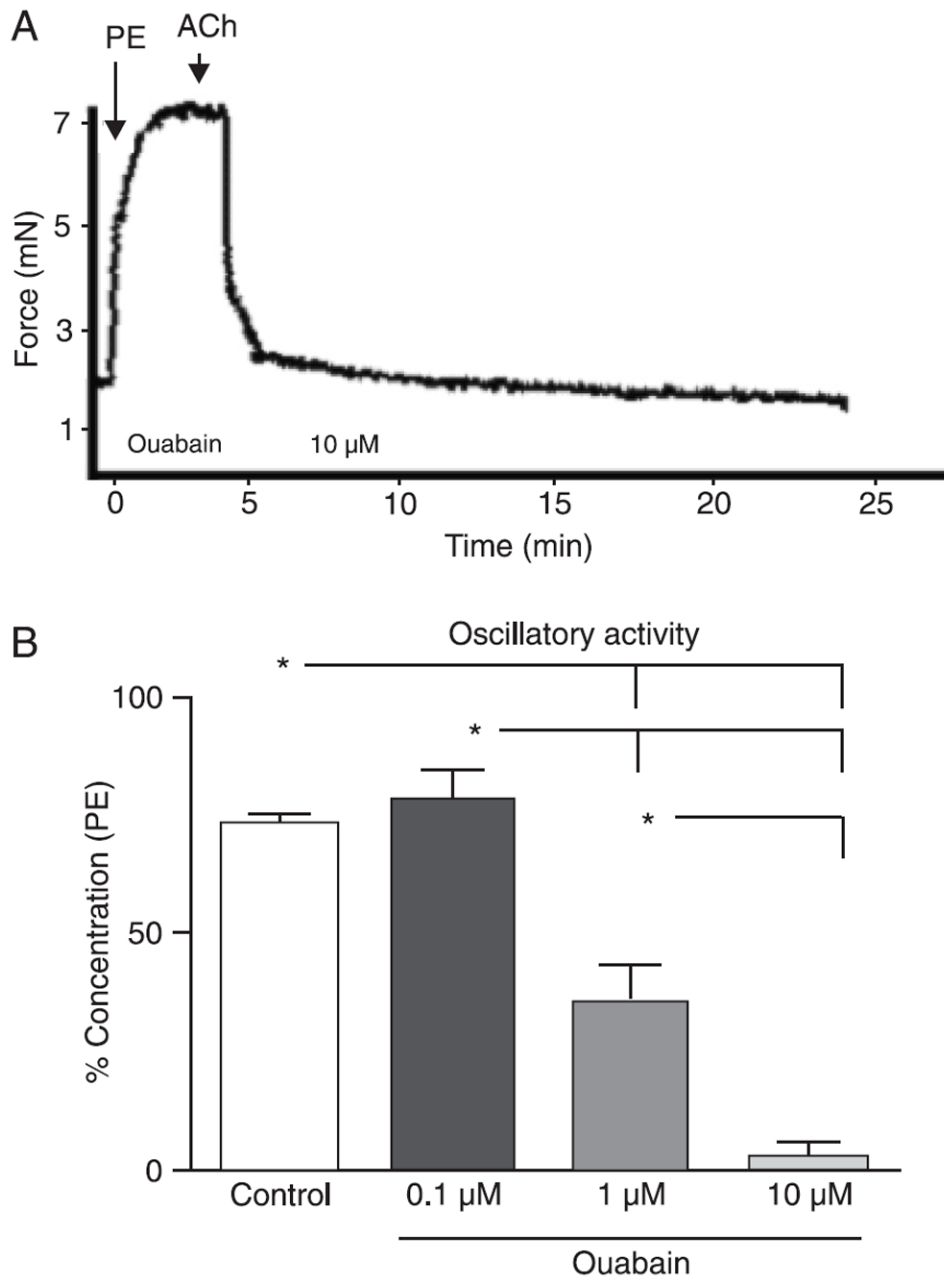 A
PE
ACh
7
5
3
1
Force (mN)
Ouabain 10 µM
0 5 10 15 20 25
Time (min)
B
Oscillatory activity
*
*
*
100
50
0
% Concentration (PE)
Control 0.1 µM 1 µM 10 µM
Ouabain